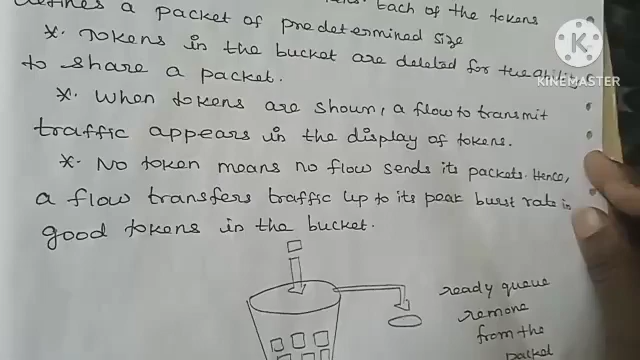 defines a packet of predetermined size
Each of the tokens
*. Tokens in the bucket are deleted for the ability
to share a packet.
*. When tokens are shown, a flow to transmit
traffic appears in the display of tokens.
*. No token means no flow sends its packets. Hence,
a flow transfers traffic up to its peak burst rate in
good tokens in the bucket.
ready queue
remone
from the
packet
KINEMASTER